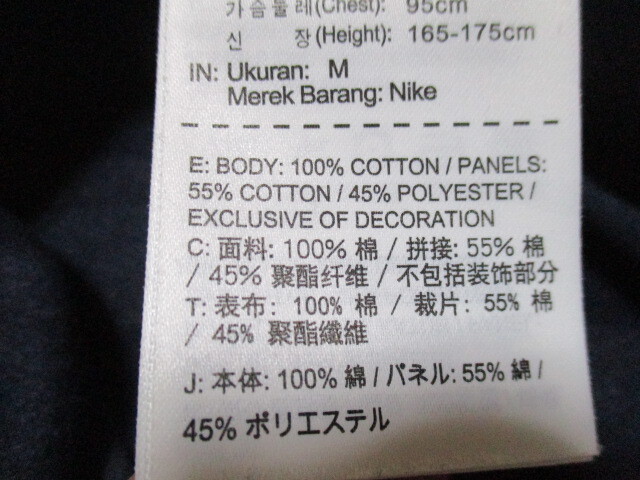 가슴둘레(Chest): 95cm
신 장(Height): 165-175cm
IN: Ukuran: M
Merek Barang: Nike
E: BODY: 100% COTTON / PANELS:
55% COTTON / 45% POLYESTER /
EXCLUSIVE OF DECORATION
C: 面料: 100% 棉 / 拼接: 55% 棉
/ 45% 聚酯纤维 / 不包括装饰部分
T: 表布: 100% 棉 / 裁片: 55% 棉
/ 45% 聚酯纖維
J: 本体: 100% 綿 / パネル: 55% 綿 /
45% ポリエステル